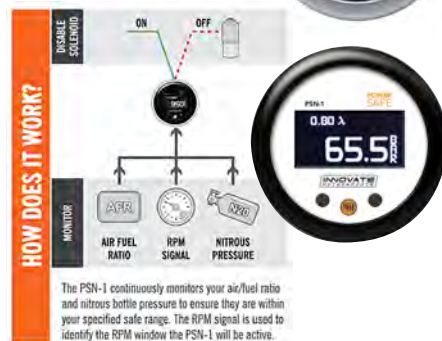 HOW DOES IT WORK?
DISABLE
SOLENOID
ON
OFF
MONITOR
AFR
N2O
AIR FUEL
RATIO
RPM
SIGNAL
NITROUS
PRESSURE
The PSN-1 continuously monitors your air/fuel ratio
and nitrous bottle pressure to ensure they are within
your specified safe range. The RPM signal is used to
identify the RPM window the PSN-1 will be active.
PSN-1
POWER
SAFE
0.80 λ
65.5
INNOVATE